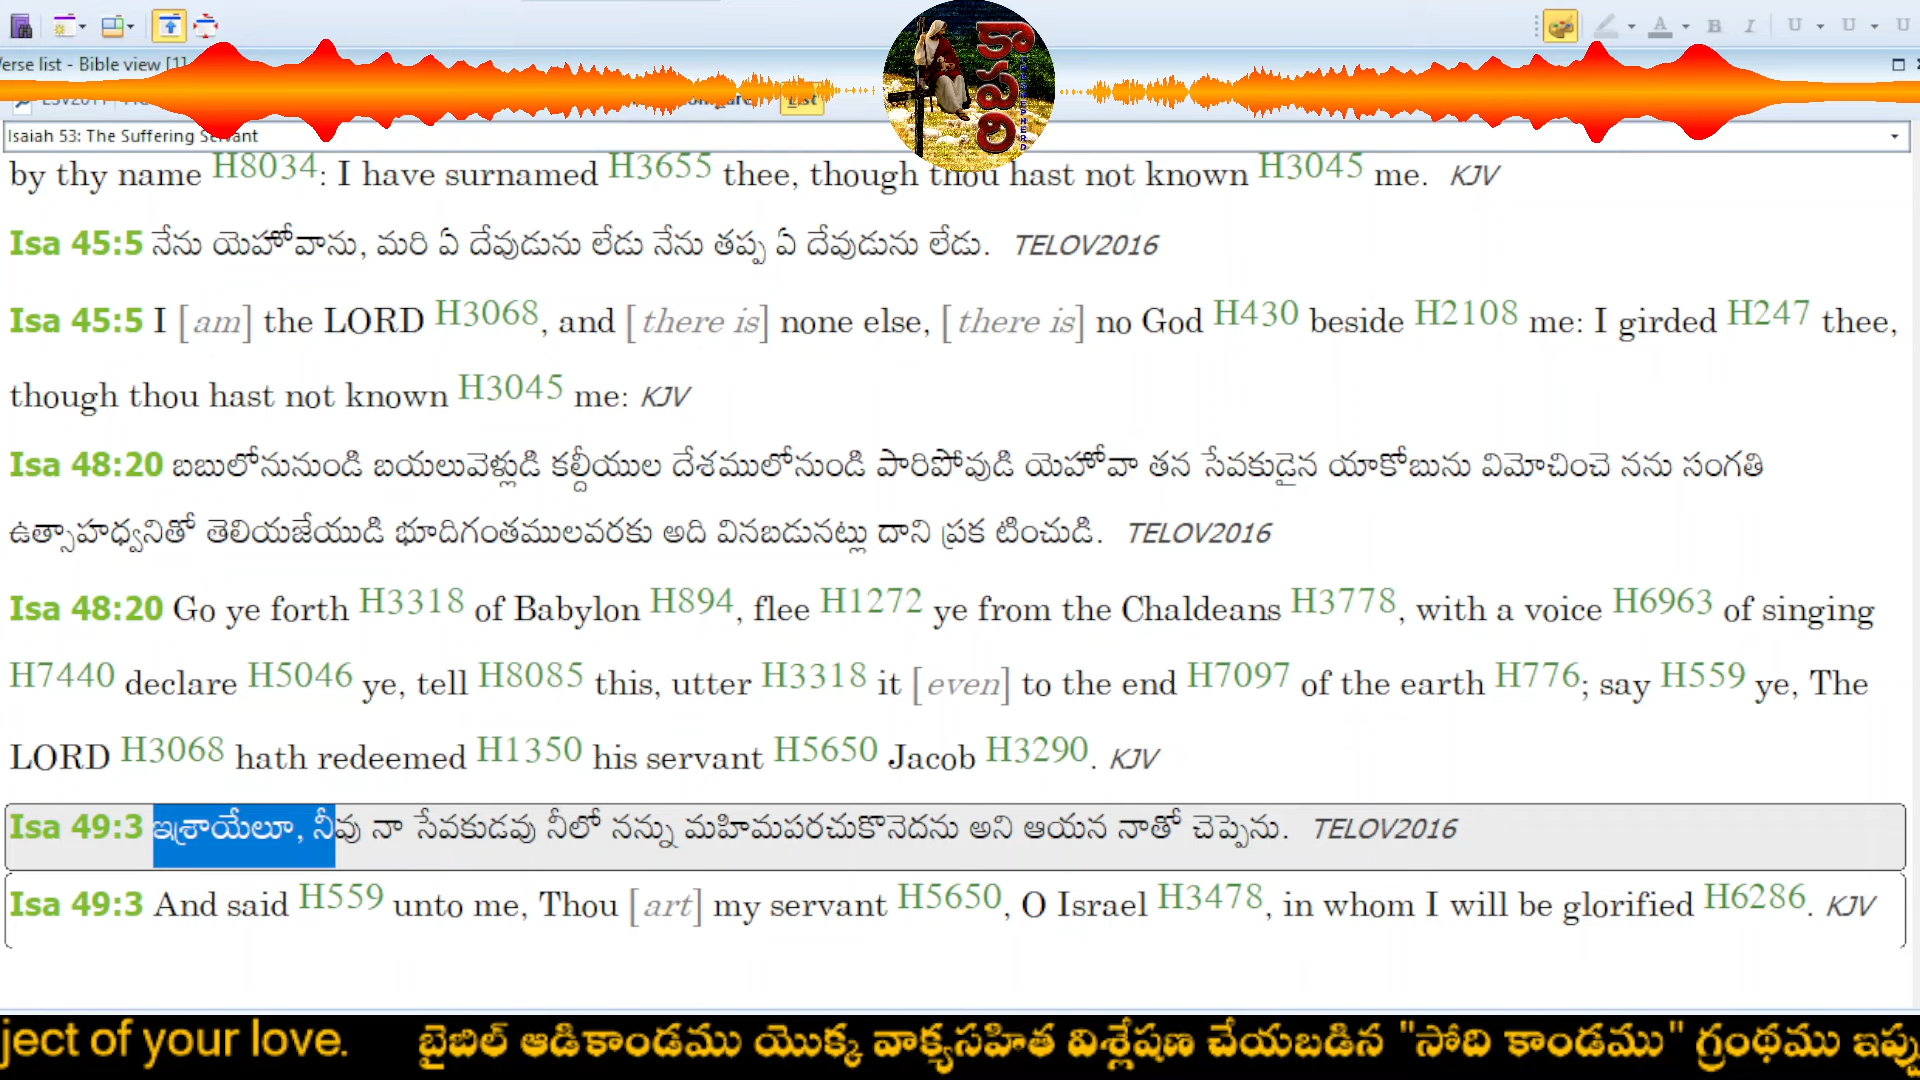 erse list - Bible view [1]
List
Isaiah 53: The Suffering Servant
కాపరి
by thy name H8034: I have surnamed H3655 thee, though thou hast not known H3045 me. KJV
Isa 45:5 నేను యెహోవాను, మరి ఏ దేవుడును లేడు నేను తప్ప ఏ దేవుడును లేడు. TELOV2016
Isa 45:5 I [am] the LORD H3068, and [there is] none else, [there is] no God H430 beside H2108 me: I girded H247 thee,
though thou hast not known H3045 me: KJV
Isa 48:20 బబులోనునుండి బయలువెళ్లుడి కల్దీయుల దేశములోనుండి పారిపోవుడి యెహోవా తన సేవకుడైన యాకోబును విమోచించె నను సంగతి
ఉత్సాహధ్వనితో తెలియజేయుడి భూదిగంతములవరకు అది వినబడునట్లు దాని ప్రక టించుడి. TELOV2016
Isa 48:20 Go ye forth H3318 of Babylon H894, flee H1272 ye from the Chaldeans H3778, with a voice H6963 of singing
H7440 declare H5046 ye, tell H8085 this, utter H3318 it [even] to the end H7097 of the earth H776; say H559 ye, The
LORD H3068 hath redeemed H1350 his servant H5650 Jacob H3290. KJV
Isa 49:3 ఇశ్రాయేలూ, నీవు నా సేవకుడవు నీలో నన్ను మహిమపరచుకొనెదను అని ఆయన నాతో చెప్పెను. TELOV2016
Isa 49:3 And said H559 unto me, Thou [art] my servant H5650, O Israel H3478, in whom I will be glorified H6286. KJV
ject of your love. బైబిల్ ఆదికాండము యొక్క వాక్యసహిత విశ్లేషణ చేయబడిన "సోది కాండము" గ్రంథము ఇప్పు